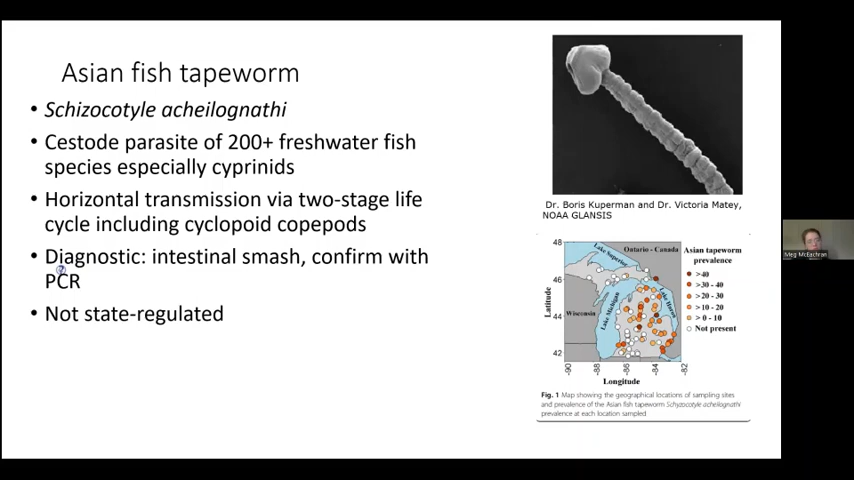 Asian fish tapeworm
• Schizocotyle acheilognathi
• Cestode parasite of 200+ freshwater fish
species especially cyprinids
• Horizontal transmission via two-stage life
cycle including cyclopoid copepods
• Diagnostic: intestinal smash, confirm with
PCR
• Not state-regulated
Dr. Boris Kuperman and Dr. Victoria Matey,
NOAA GLANSIS
48
46
44
42
Latitude
Lake Superior
Ontario - Canada
Wisconsin
Lake Michigan
Lake Huron
-90
-88
-86
-84
-82
Longitude
Asian tapeworm
prevalence
>40
>30 - 40
>20 - 30
>10 - 20
> 0 - 10
Not present
Fig. 1 Map showing the geographical locations of sampling sites
and prevalence of the Asian fish tapeworm Schyzocotyle acheilognathi
prevalence at each location sampled
Meg McEachran